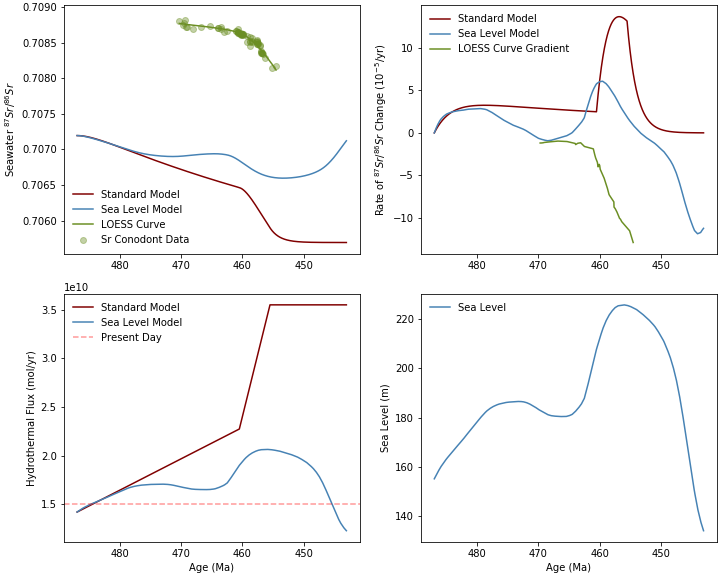 0.7090
0.7085
0.7080
0.7075
0.7070
0.7065
0.7060
Seawater ⁸⁷Sr/⁸⁶Sr
Standard Model
Sea Level Model
LOESS Curve
Sr Conodont Data
480 470 460 450
10
5
0
−5
−10
Rate of ⁸⁷Sr/⁸⁶Sr Change (10⁻⁵/yr)
Standard Model
Sea Level Model
LOESS Curve Gradient
480 470 460 450
1e10
3.5
3.0
2.5
2.0
1.5
Hydrothermal Flux (mol/yr)
Standard Model
Sea Level Model
Present Day
480 470 460 450
Age (Ma)
220
200
180
160
140
Sea Level (m)
Sea Level
480 470 460 450
Age (Ma)